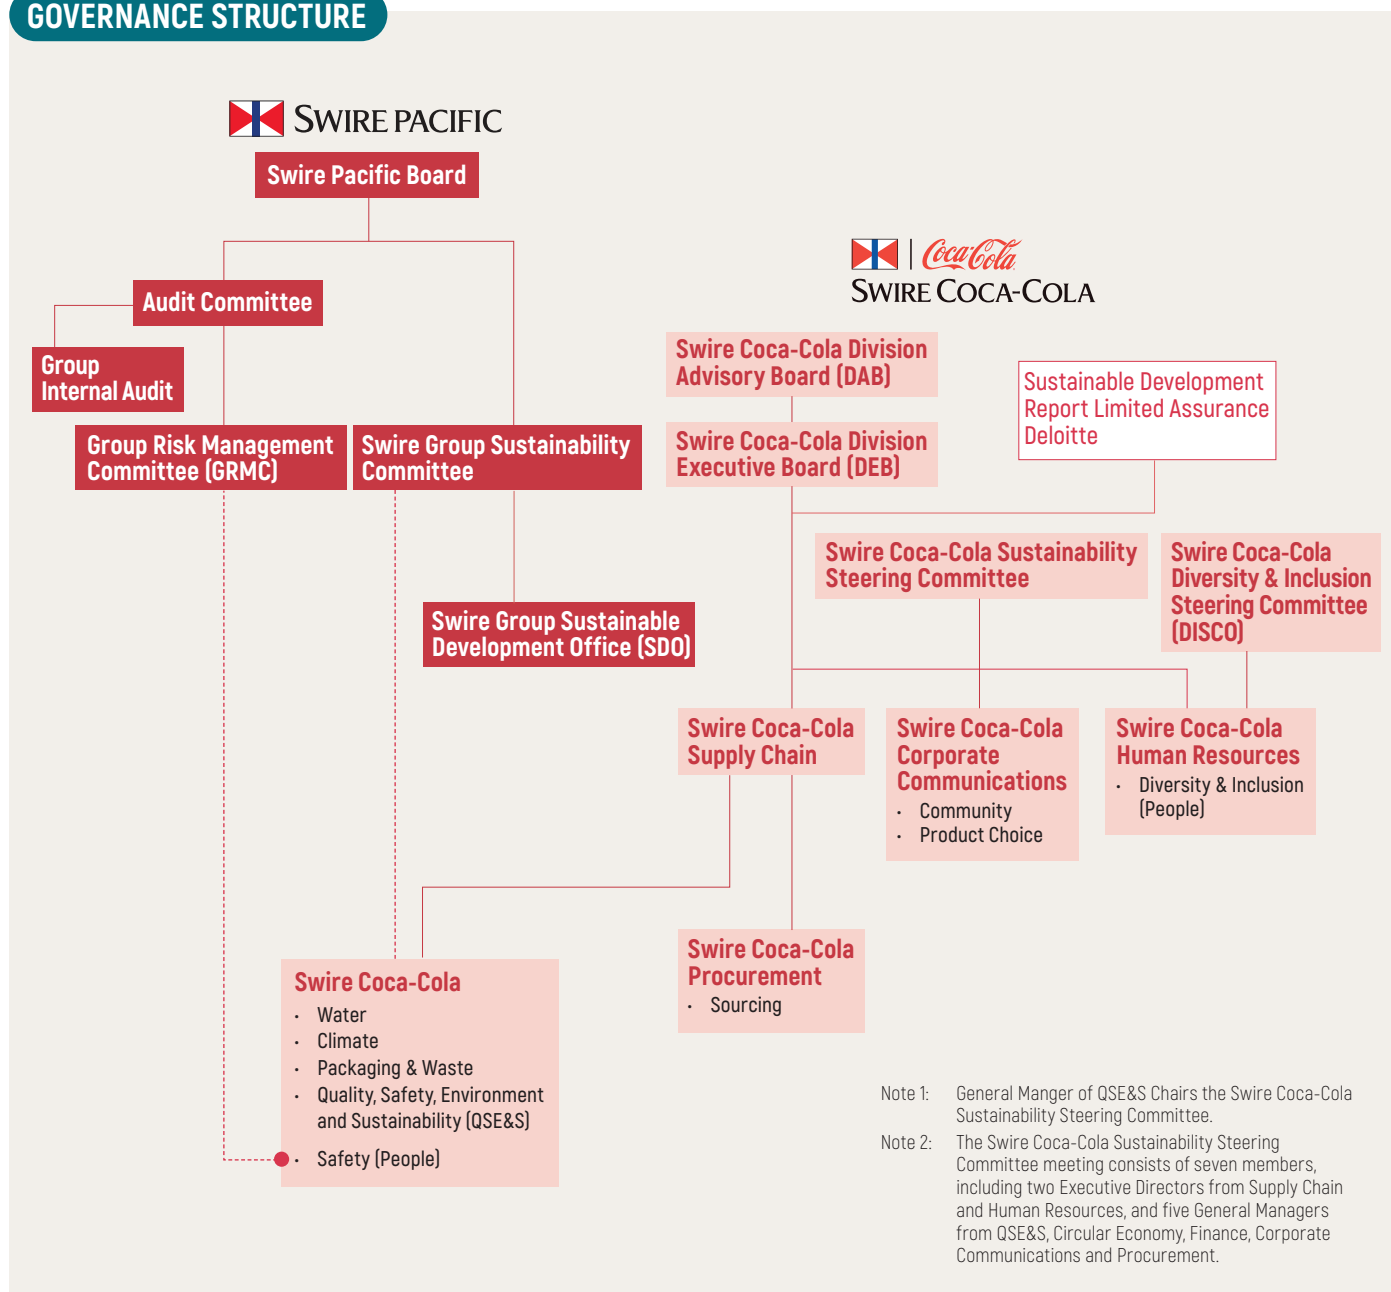 GOVERNANCE STRUCTURE
SWIRE PACIFIC
Swire Pacific Board
Audit Committee
Group
Internal Audit
Group Risk Management
Committee (GRMC)
Swire Group Sustainability
Committee
Swire Group Sustainable
Development Office (SDO)
Coca-Cola
SWIRE COCA-COLA
Swire Coca-Cola Division
Advisory Board (DAB)
Swire Coca-Cola Division
Executive Board (DEB)
Sustainable Development
Report Limited Assurance
Deloitte
Swire Coca-Cola Sustainability
Steering Committee
Swire Coca-Cola
Diversity & Inclusion
Steering Committee
(DISCO)
Swire Coca-Cola
Supply Chain
Swire Coca-Cola
Corporate
Communications
• Community
• Product Choice
Swire Coca-Cola
Human Resources
• Diversity & Inclusion
(People)
Swire Coca-Cola
Procurement
• Sourcing
Swire Coca-Cola
• Water
• Climate
• Packaging & Waste
• Quality, Safety, Environment
and Sustainability (QSE&S)
• Safety (People)
Note 1: General Manger of QSE&S Chairs the Swire Coca-Cola
Sustainability Steering Committee.
Note 2: The Swire Coca-Cola Sustainability Steering
Committee meeting consists of seven members,
including two Executive Directors from Supply Chain
and Human Resources, and five General Managers
from QSE&S, Circular Economy, Finance, Corporate
Communications and Procurement.